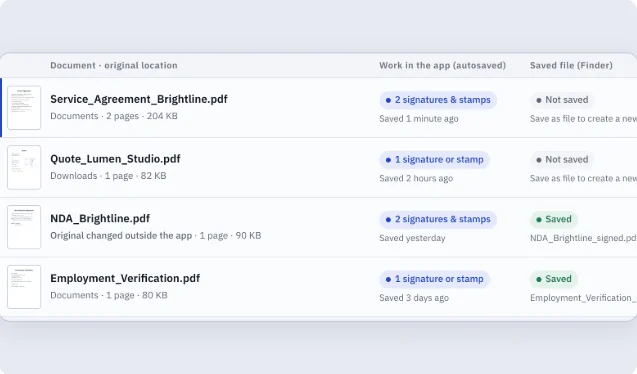 Document · original location Work in the app (autosaved) Saved file (Finder)
Service_Agreement_Brightline.pdf 2 signatures & stamps Not saved
Documents · 2 pages · 204 KB Saved 1 minute ago Save as file to create a new
Quote_Lumen_Studio.pdf 1 signature or stamp Not saved
Downloads · 1 page · 82 KB Saved 2 hours ago Save as file to create a new
NDA_Brightline.pdf 2 signatures & stamps Saved
Original changed outside the app · 1 page · 90 KB Saved yesterday NDA_Brightline_signed.pdf
Employment_Verification.pdf 1 signature or stamp Saved
Documents · 1 page · 80 KB Saved 3 days ago Employment_Verification_